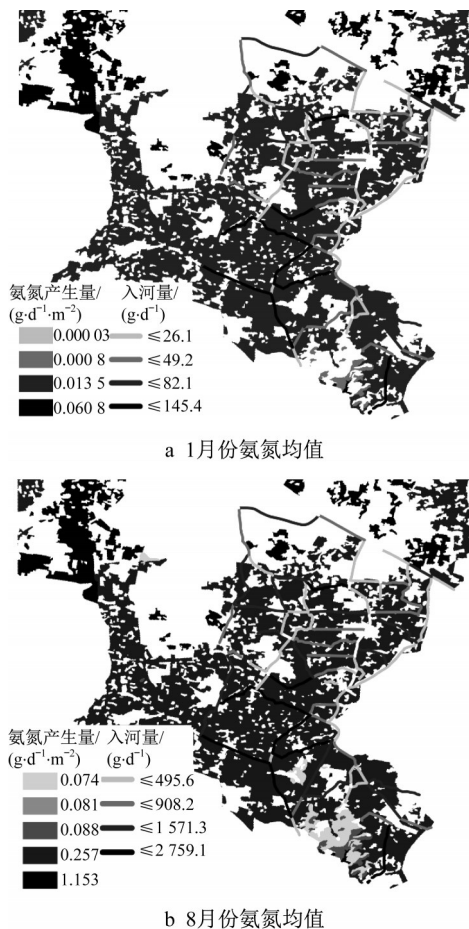 氨氮产生量/ 入河量/
(g·d⁻¹·m⁻²) (g·d⁻¹)
0.000 03 ≤26.1
0.000 8 ≤49.2
0.013 5 ≤82.1
0.060 8 ≤145.4
a 1月份氨氮均值
氨氮产生量/ 入河量/
(g·d⁻¹·m⁻²) (g·d⁻¹)
0.074 ≤495.6
0.081 ≤908.2
0.088 ≤1 571.3
0.257 ≤2 759.1
1.153
b 8月份氨氮均值